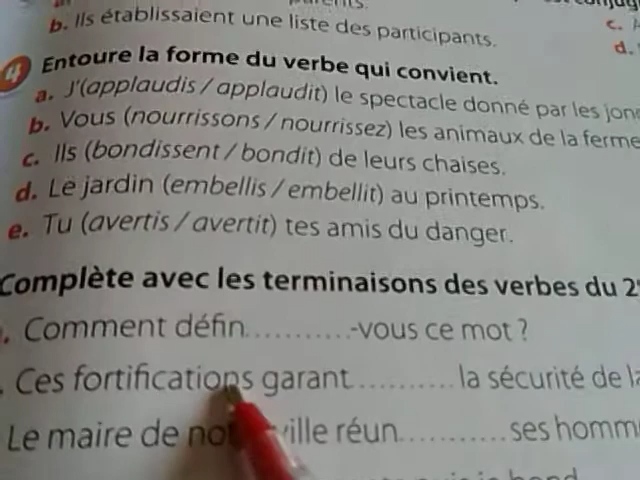 b. Ils établissaient une liste des participants.
c.
d.
4 Entoure la forme du verbe qui convient.
a. J'(applaudis / applaudit) le spectacle donné par les
b. Vous (nourrissons / nourrissez) les animaux de la ferme
c. Ils (bondissent / bondit) de leurs chaises.
d. Le jardin (embellis / embellit) au printemps.
e. Tu (avertis / avertit) tes amis du danger.
Complète avec les terminaisons des verbes du 2
. Comment défin...........-vous ce mot ?
. Ces fortifications garant.......... la sécurité de
Le maire de ville réun........... ses